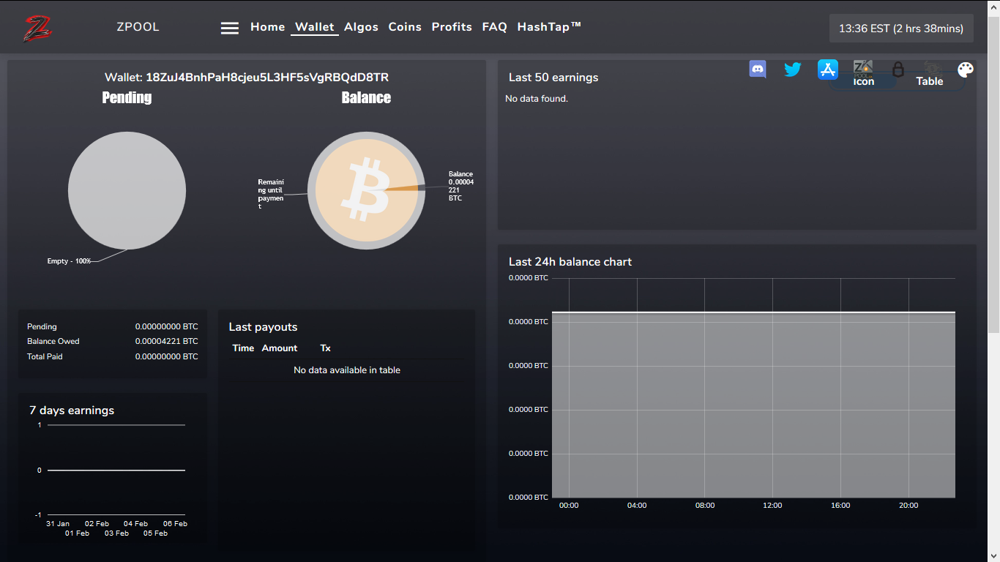 ZPOOL
Home Wallet Algos Coins Profits FAQ HashTap™
13:36 EST (2 hrs 38mins)
Wallet: 18ZuJ4BnhPaH8cjeu5L3HF5sVgRBQdD8TR
Pending
Balance
Empty - 100%
Remaini
ng until
paymen
t
Balance
0.00004
221
BTC
Pending 0.00000000 BTC
Balance Owed 0.00004221 BTC
Total Paid 0.00000000 BTC
7 days earnings
1
0
-1
31 Jan 02 Feb 04 Feb 06 Feb
01 Feb 03 Feb 05 Feb
Last payouts
Time Amount Tx
No data available in table
Last 50 earnings
Icon Table
No data found.
Last 24h balance chart
0.0000 BTC
0.0000 BTC
0.0000 BTC
0.0000 BTC
0.0000 BTC
0.0000 BTC
00:00 04:00 08:00 12:00 16:00 20:00